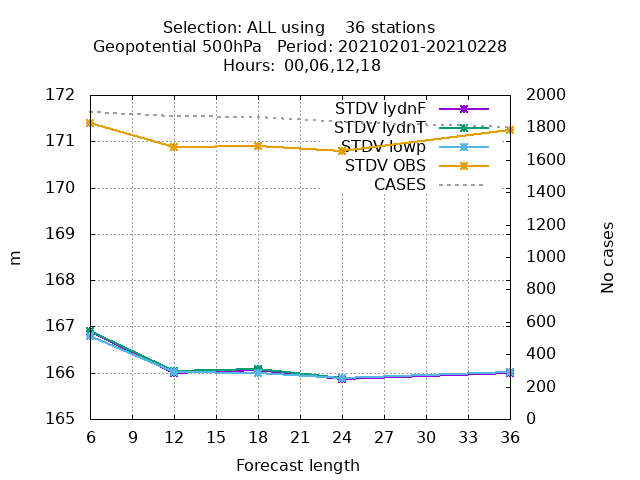 Selection: ALL using    36 stations
Geopotential 500hPa   Period: 20210201-20210228
Hours: 00,06,12,18
172
171
170
169
168
167
166
165
m
2000
1800
1600
1400
1200
1000
800
600
400
200
0
No cases
STDV lydnF
STDV lydnT
STDV lowp
STDV OBS
CASES
6 9 12 15 18 21 24 27 30 33 36
Forecast length